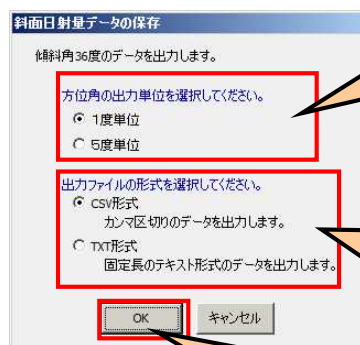 斜面日射量データの保存
傾斜角36度のデータを出力します。
方位角の出力単位を選択してください。
1度単位
5度単位
出力ファイルの形式を選択してください。
CSV形式
カンマ区切りのデータを出力します。
TXT形式
固定長のテキスト形式のデータを出力します。
OK
キャンセル